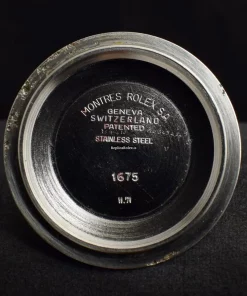 MONTRES ROLEX S.A
GENEVA
SWITZERLAND
PATENTED
STAINLESS STEEL
1675